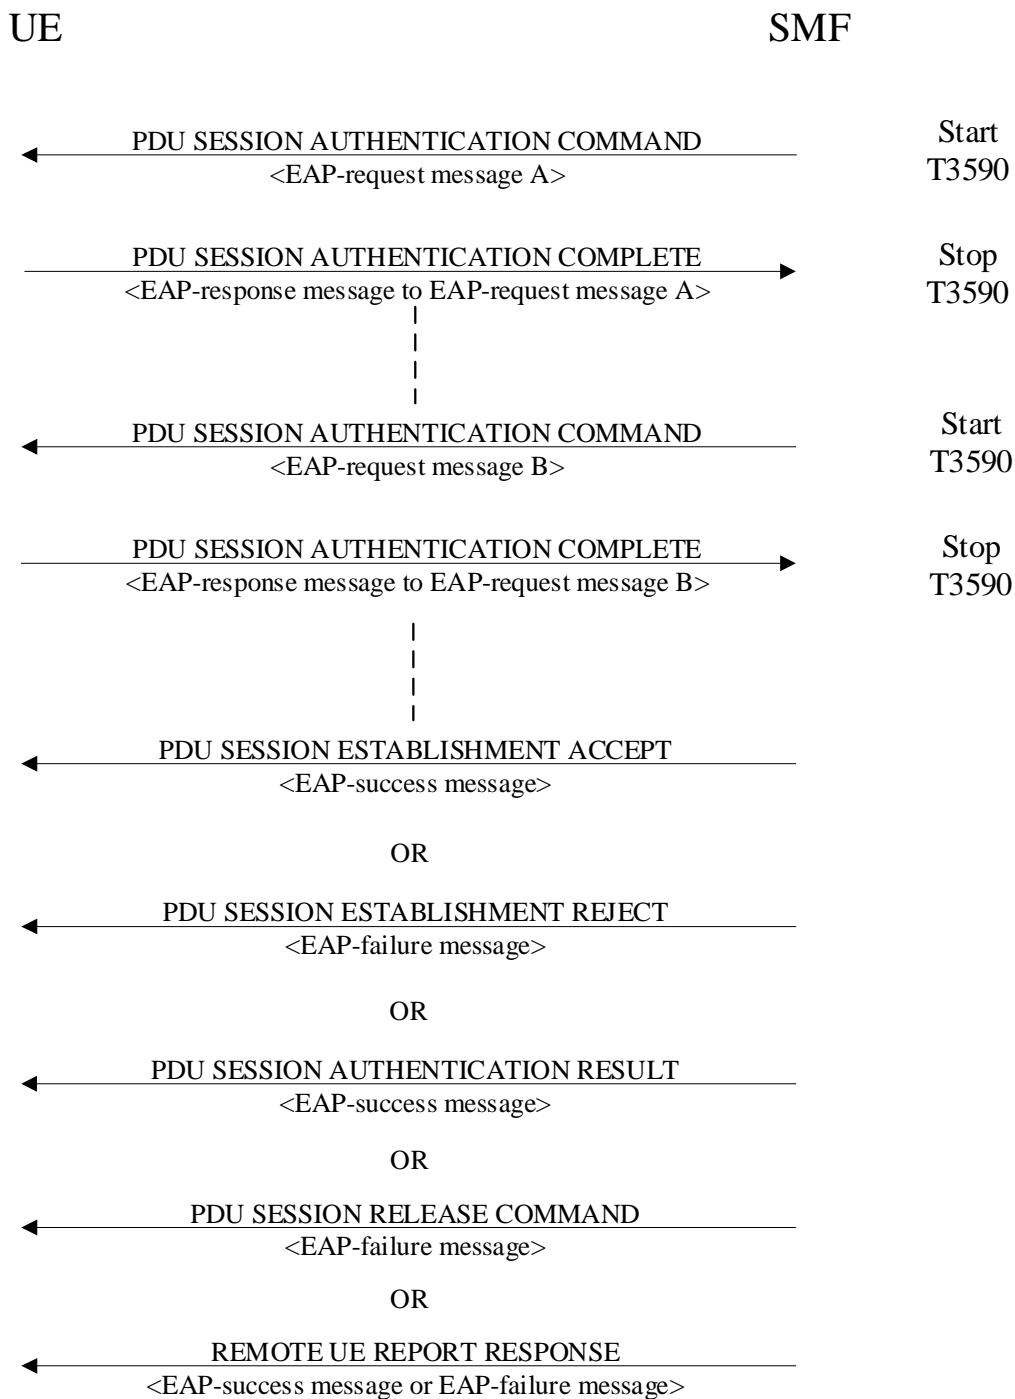 UE
SMF
PDU SESSION AUTHENTICATION COMMAND
<EAP-request message A>
Start
T3590
PDU SESSION AUTHENTICATION COMPLETE
<EAP-response message to EAP-request message A>
Stop
T3590
PDU SESSION AUTHENTICATION COMMAND
<EAP-request message B>
Start
T3590
PDU SESSION AUTHENTICATION COMPLETE
<EAP-response message to EAP-request message B>
Stop
T3590
PDU SESSION ESTABLISHMENT ACCEPT
<EAP-success message>
OR
PDU SESSION ESTABLISHMENT REJECT
<EAP-failure message>
OR
PDU SESSION AUTHENTICATION RESULT
<EAP-success message>
OR
PDU SESSION RELEASE COMMAND
<EAP-failure message>
OR
REMOTE UE REPORT RESPONSE
<EAP-success message or EAP-failure message>